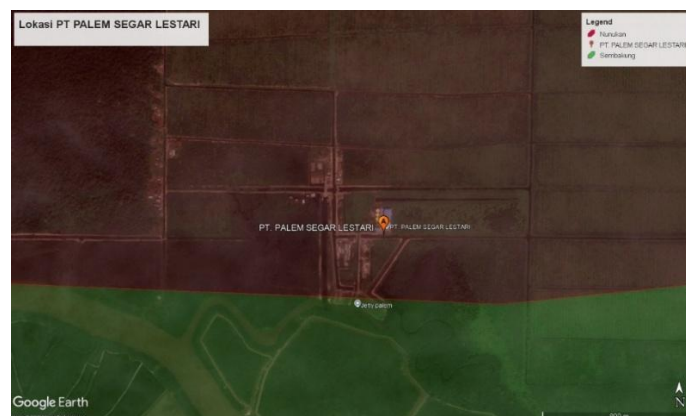 Lokasi PT PALEM SEGAR LESTARI
Legend
Nunukan
PT. PALEM SEGAR LESTARI
Sembakung
PT. PALEM SEGAR LESTARI
PT. PALEM SEGAR LESTARI
Jetty palem
Google Earth
N